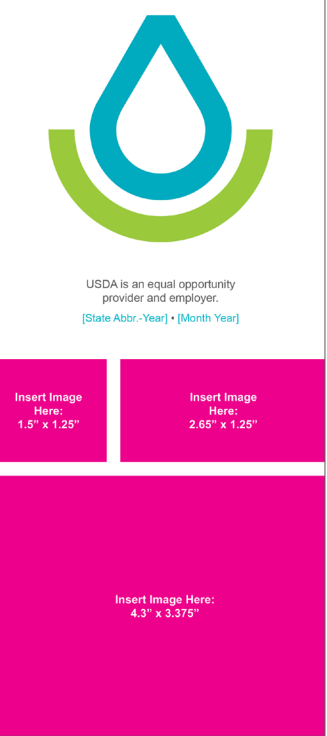 USDA is an equal opportunity
provider and employer.
[State Abbr.-Year] • [Month Year]
Insert Image
Here:
1.5” x 1.25”
Insert Image
Here:
2.65” x 1.25”
Insert Image Here:
4.3” x 3.375”